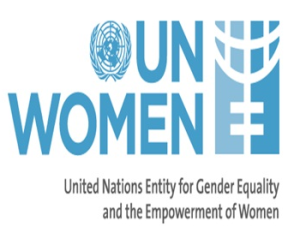 UN
WOMEN
United Nations Entity for Gender Equality
and the Empowerment of Women